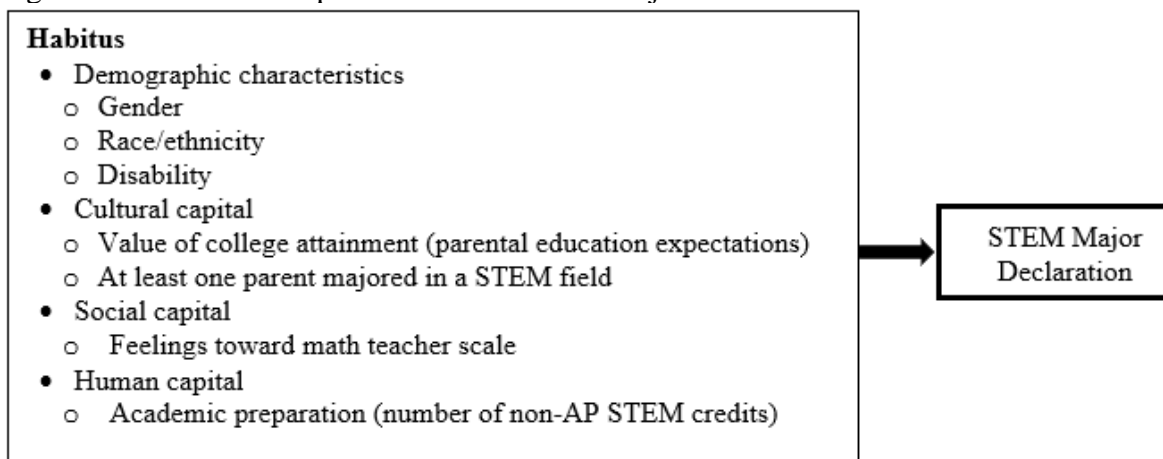 Habitus
• Demographic characteristics
o Gender
o Race/ethnicity
o Disability
• Cultural capital
o Value of college attainment (parental education expectations)
o At least one parent majored in a STEM field
• Social capital
o Feelings toward math teacher scale
• Human capital
o Academic preparation (number of non-AP STEM credits)
STEM Major
Declaration